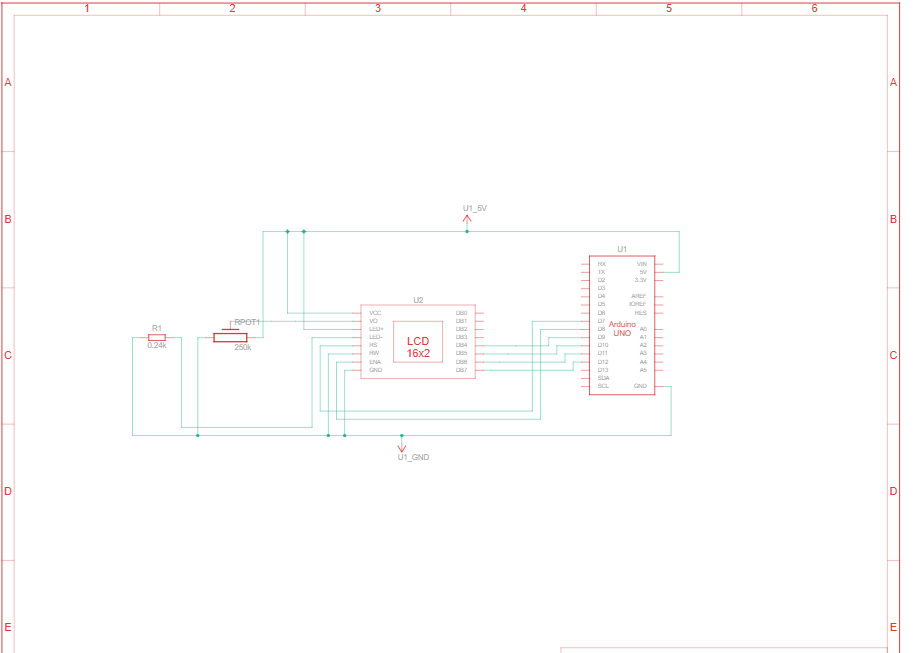 1 2 3 4 5 6
A A
U1_5V
B B
U1
RX VIN
TX 5V
D2 3.3V
D3
D4 AREF
D5 IOREF
D6 RES
D7
D8 A0
D9 A1
D10 A2
D11 A3
D12 A4
D13 A5
SDA
SCL GND
Arduino
UNO
U2
VCC DB0
VO DB1
LED+ DB2
LED- DB3
RS DB4
RW DB5
ENA DB6
GND DB7
LCD
16x2
RPOT1
250k
R1
0.24k
C C
U1_GND
D D
E E